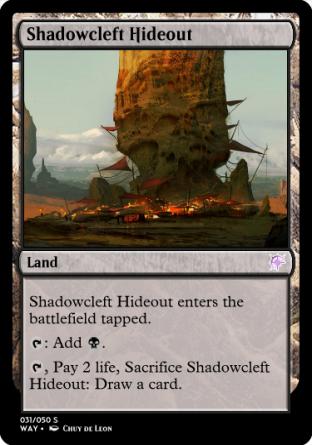 Shadowcleft Hideout
Land
Shadowcleft Hideout enters the
battlefield tapped.
: Add .
, Pay 2 life, Sacrifice Shadowcleft
Hideout: Draw a card.
031/050 S
WAY • Chuy de Leon